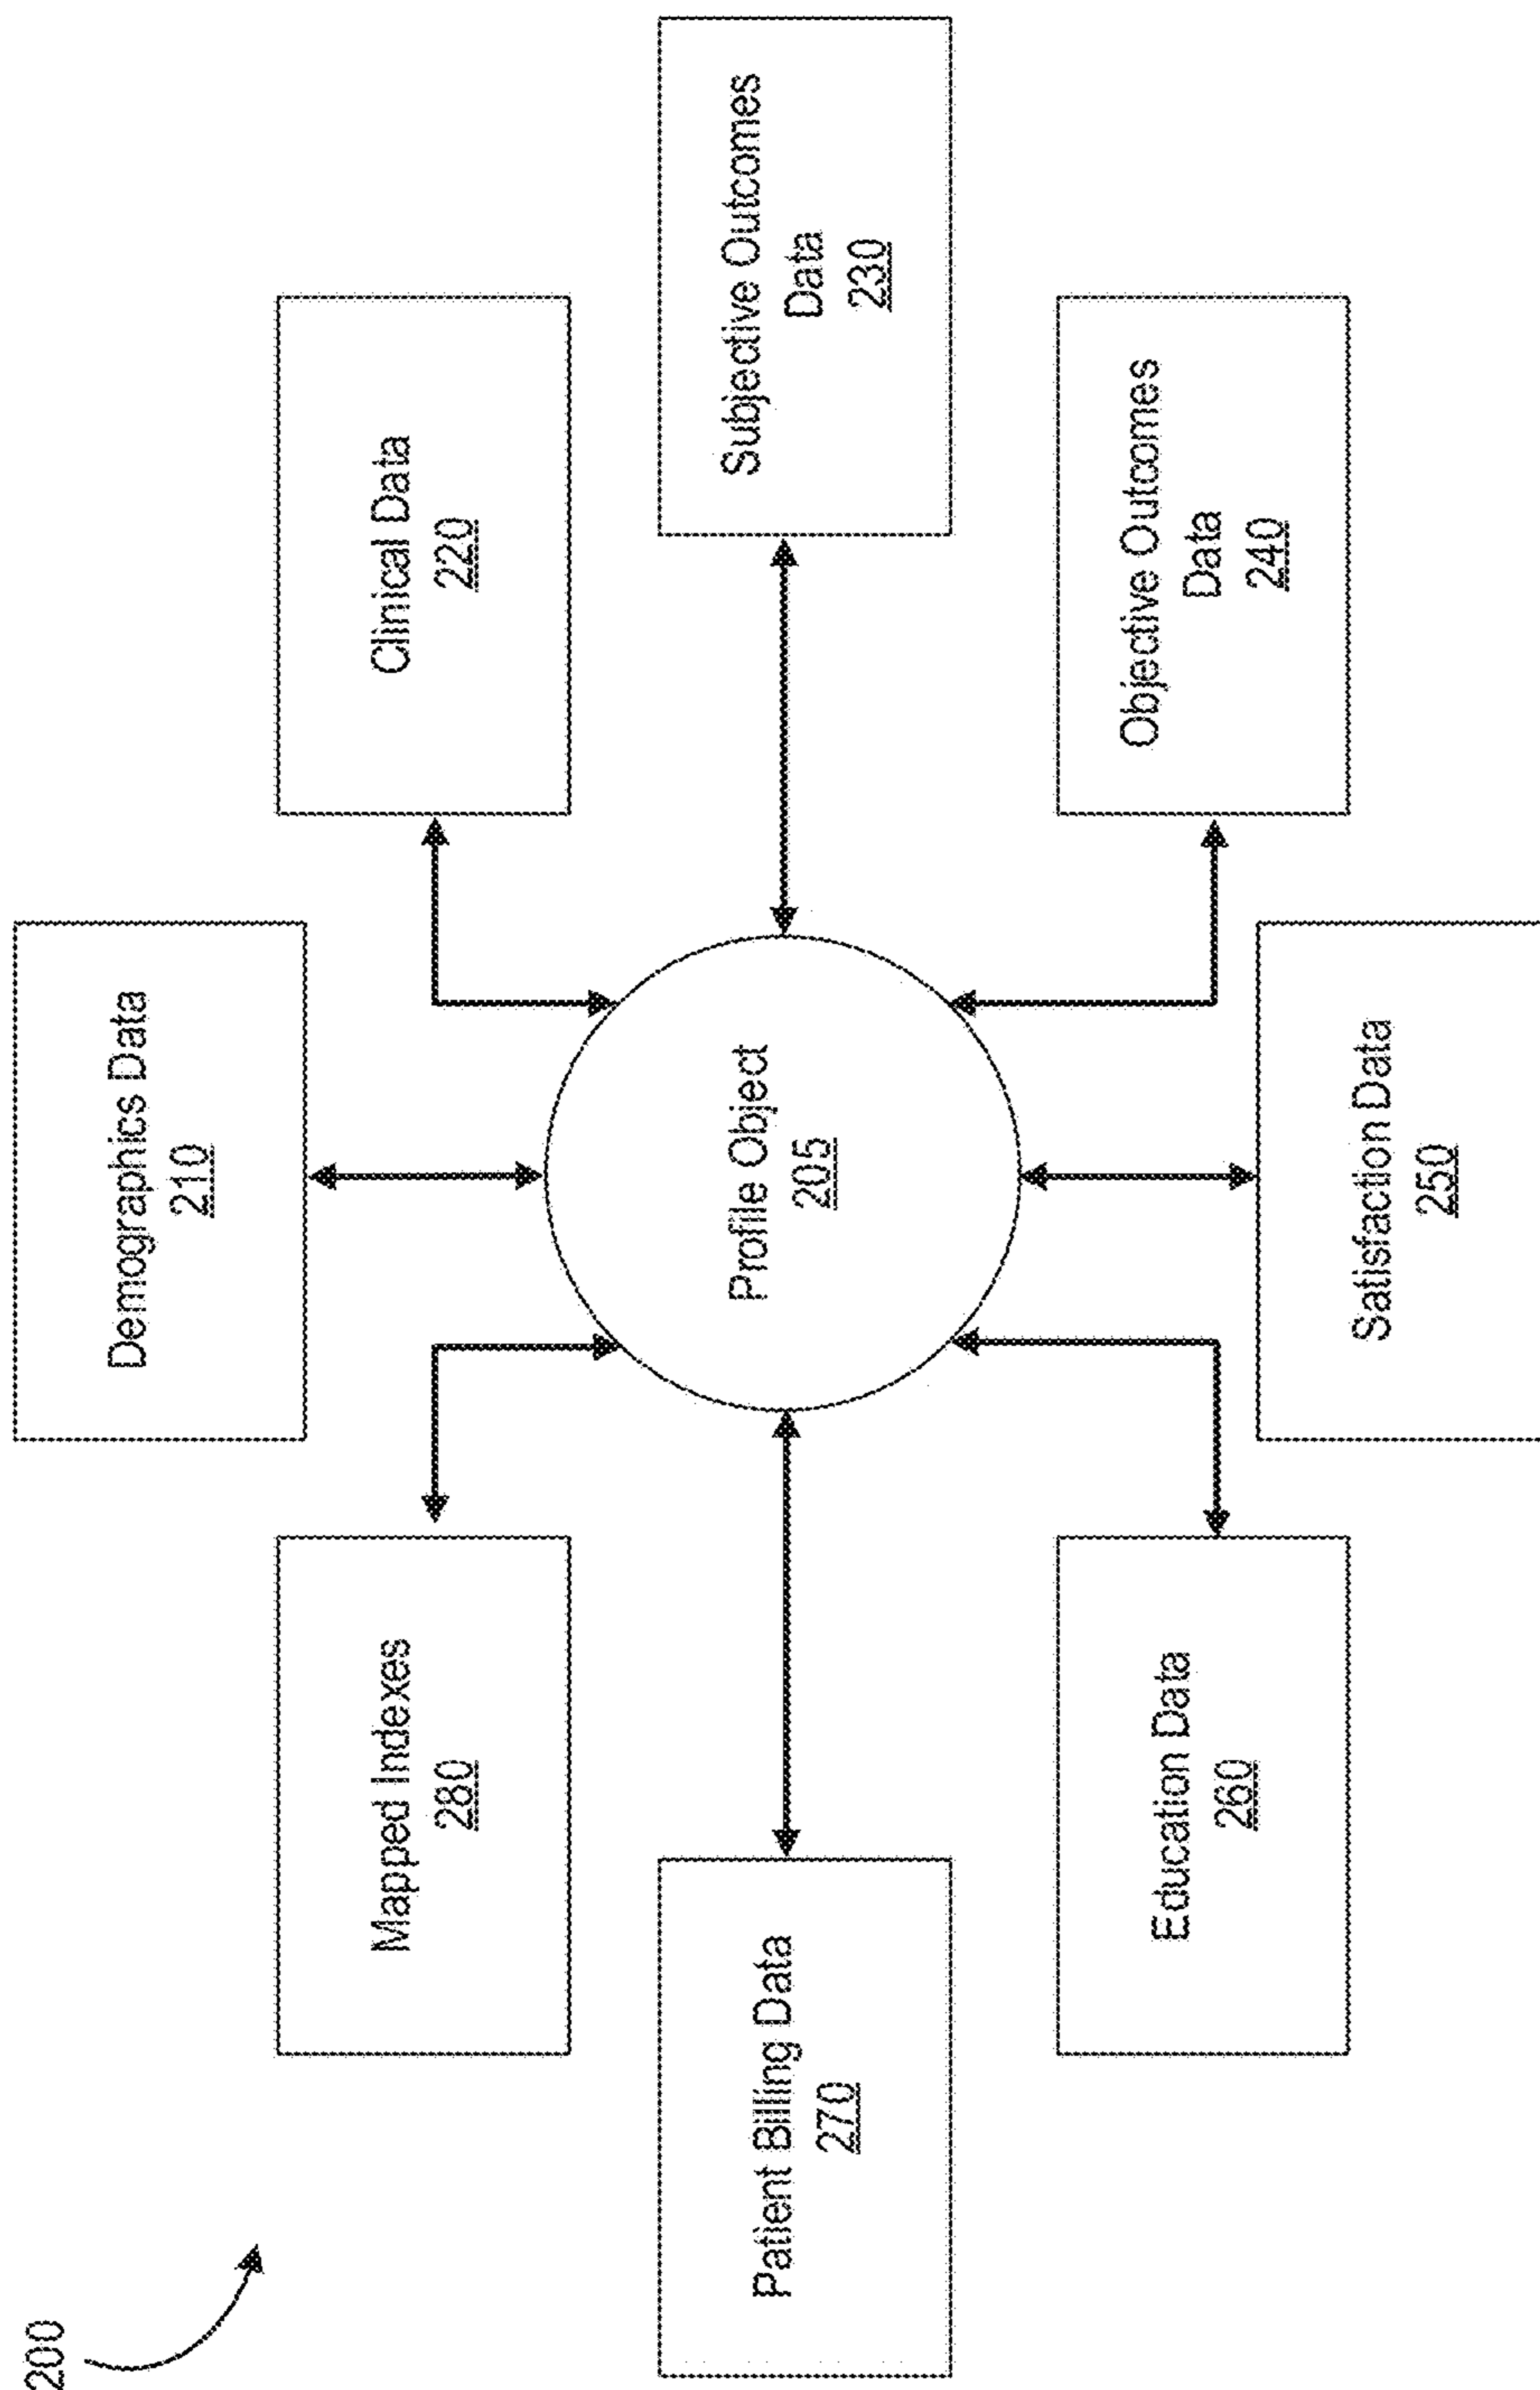 200
Demographics Data
210
Mapped Indexes
280
Clinical Data
220
Patient Billing Data
270
Profile Object
205
Subjective Outcomes
Data
230
Education Data
260
Objective Outcomes
Data
240
Satisfaction Data
250